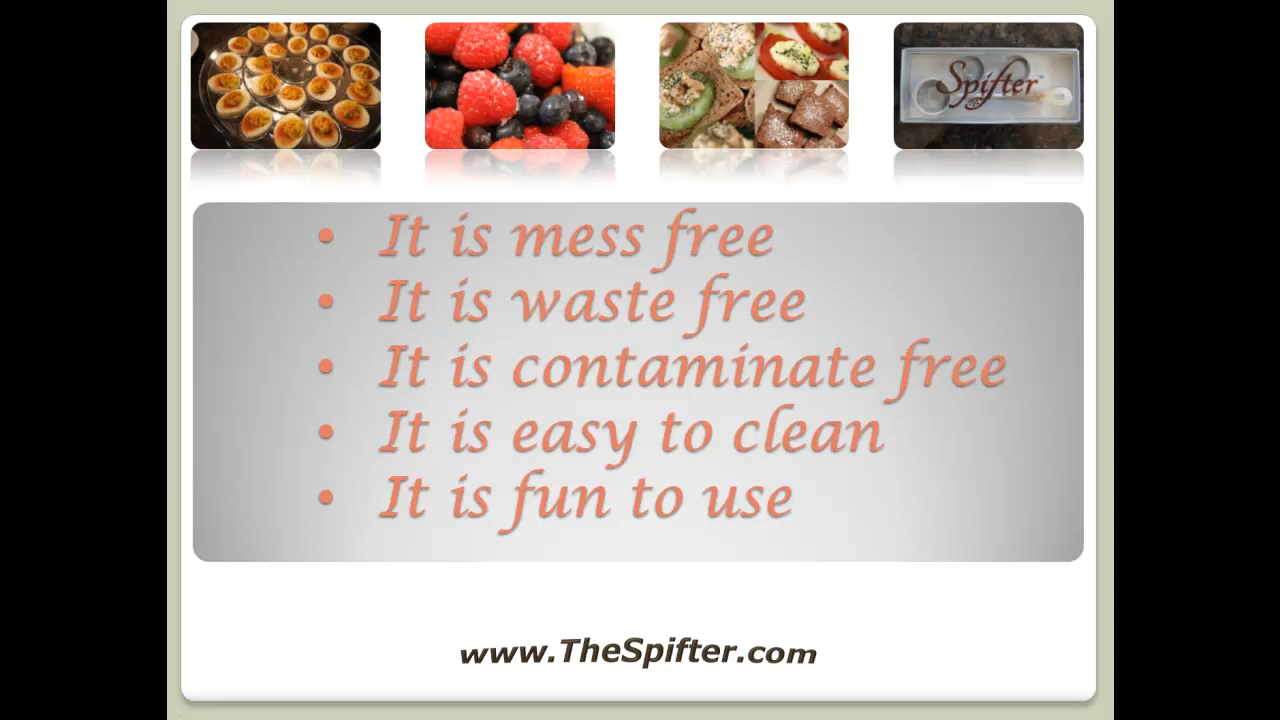 Spifter™
• It is mess free
• It is waste free
• It is contaminate free
• It is easy to clean
• It is fun to use
www.TheSpifter.com